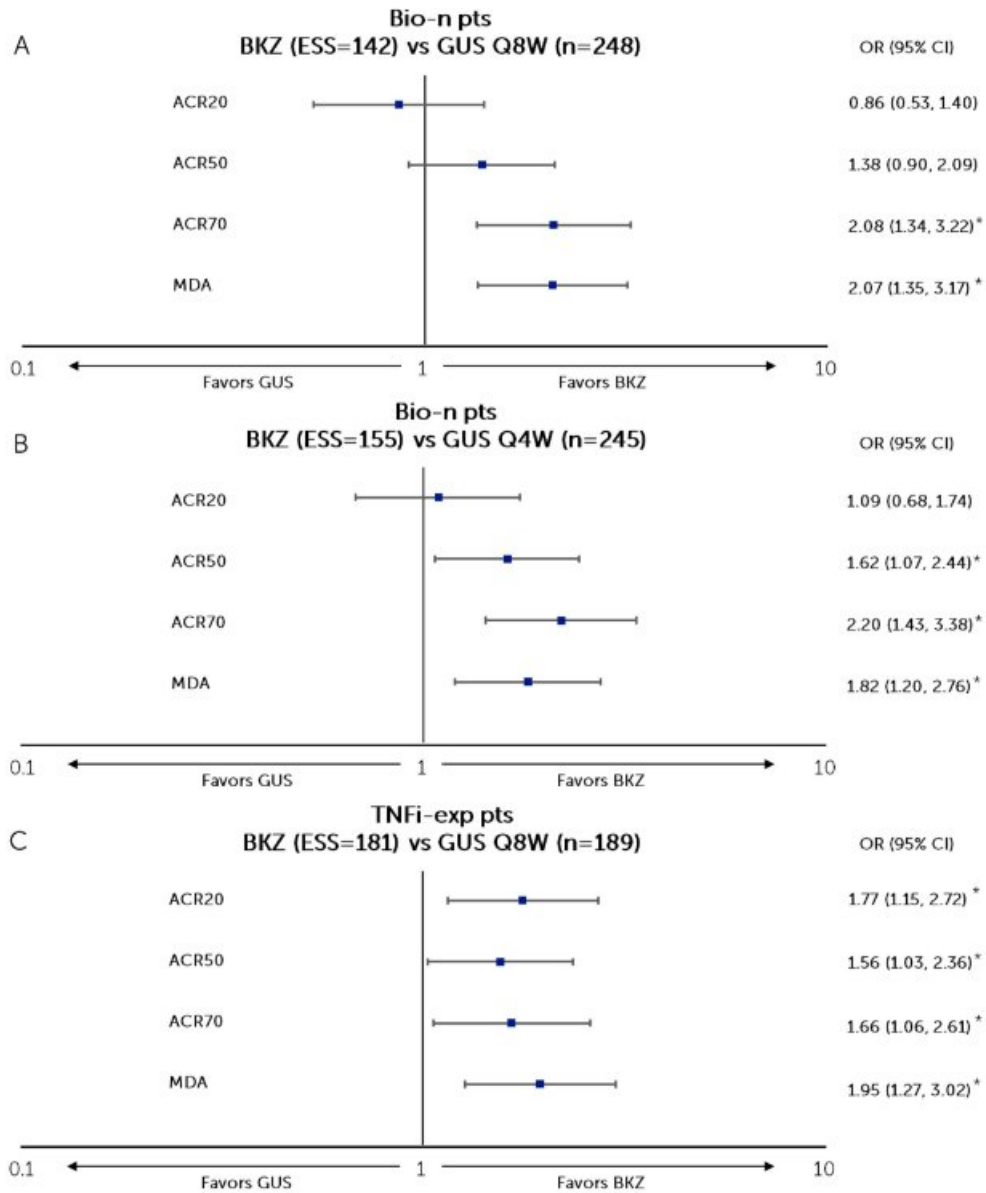 Bio-n pts
A BKZ (ESS=142) vs GUS Q8W (n=248) OR (95% CI)
ACR20 0.86 (0.53, 1.40)
ACR50 1.38 (0.90, 2.09)
ACR70 2.08 (1.34, 3.22)*
MDA 2.07 (1.35, 3.17)*
0.1 1 10
Favors GUS Favors BKZ
Bio-n pts
B BKZ (ESS=155) vs GUS Q4W (n=245) OR (95% CI)
ACR20 1.09 (0.68, 1.74)
ACR50 1.62 (1.07, 2.44)*
ACR70 2.20 (1.43, 3.38)*
MDA 1.82 (1.20, 2.76)*
0.1 1 10
Favors GUS Favors BKZ
TNFi-exp pts
C BKZ (ESS=181) vs GUS Q8W (n=189) OR (95% CI)
ACR20 1.77 (1.15, 2.72)*
ACR50 1.56 (1.03, 2.36)*
ACR70 1.66 (1.06, 2.61)*
MDA 1.95 (1.27, 3.02)*
0.1 1 10
Favors GUS Favors BKZ